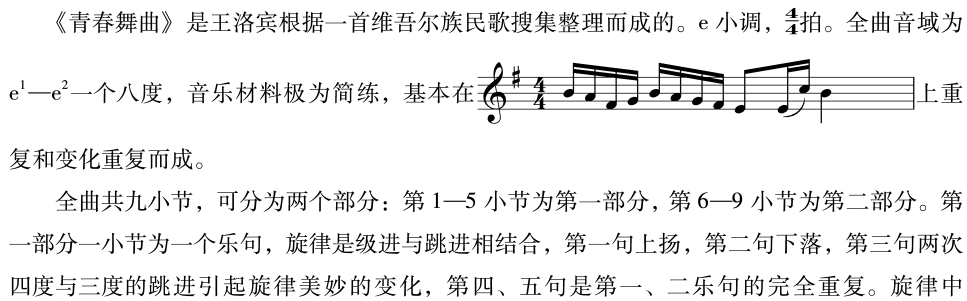 《青春舞曲》是王洛宾根据一首维吾尔族民歌搜集整理而成的。e 小调，4/4拍。全曲音域为
e¹—e²一个八度，音乐材料极为简练，基本在 4/4 上重
复和变化重复而成。
全曲共九小节，可分为两个部分：第 1—5 小节为第一部分，第 6—9 小节为第二部分。第
一部分一小节为一个乐句，旋律是级进与跳进相结合，第一句上扬，第二句下落，第三句两次
四度与三度的跳进引起旋律美妙的变化，第四、五句是第一、二乐句的完全重复。旋律中